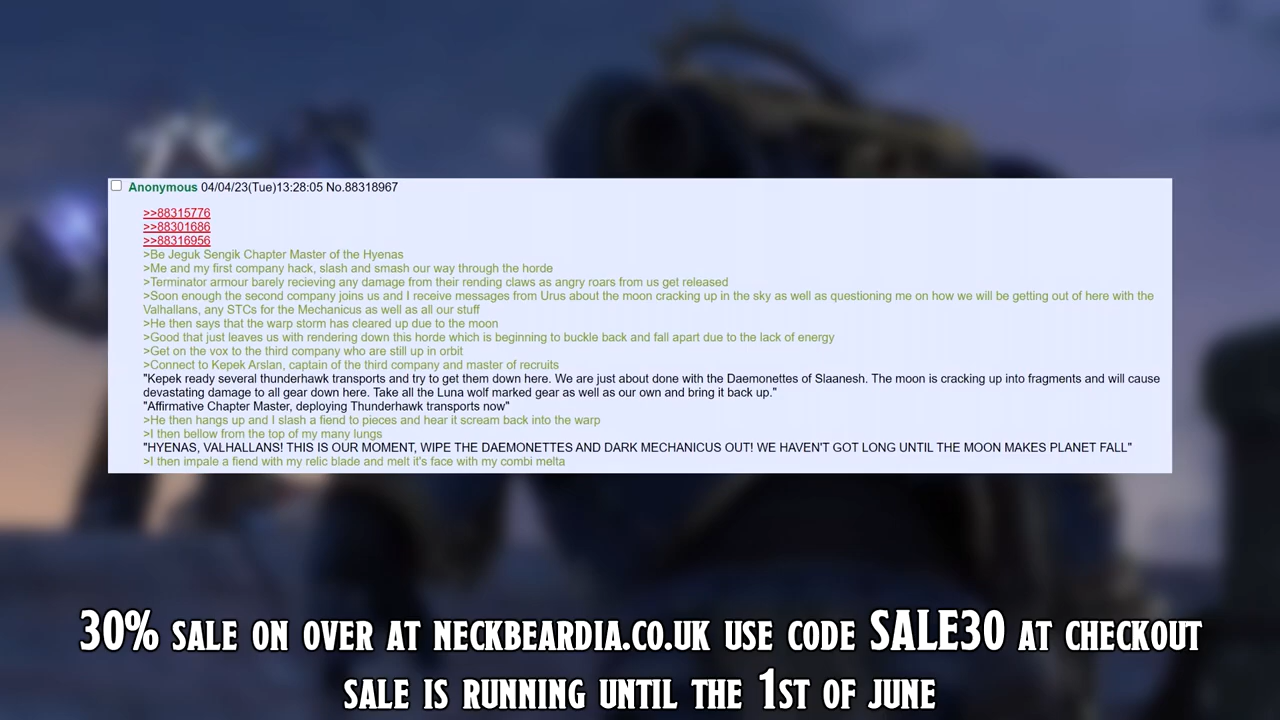 Anonymous 04/04/23(Tue)13:28:05 No.88318967
>>88315776
>>88301686
>>88316956
>Be Jeguk Sengik Chapter Master of the Hyenas
>Me and my first company hack, slash and smash our way through the horde
>Terminator armour barely recieving any damage from their rending claws as angry roars from us get released
>Soon enough the second company joins us and I receive messages from Urus about the moon cracking up in the sky as well as questioning me on how we will be getting out of here with the
Valhallans, any STCs for the Mechanicus as well as all our stuff
>He then says that the warp storm has cleared up due to the moon
>Good that just leaves us with rendering down this horde which is beginning to buckle back and fall apart due to the lack of energy
>Get on the vox to the third company who are still up in orbit
>Connect to Kepek Arslan, captain of the third company and master of recruits
"Kepek ready several thunderhawk transports and try to get them down here. We are just about done with the Daemonettes of Slaanesh. The moon is cracking up into fragments and will cause
devastating damage to all gear down here. Take all the Luna wolf marked gear as well as our own and bring it back up."
"Affirmative Chapter Master, deploying Thunderhawk transports now"
>He then hangs up and I slash a fiend to pieces and hear it scream back into the warp
>I then bellow from the top of my many lungs
"HYENAS, VALHALLANS! THIS IS OUR MOMENT, WIPE THE DAEMONETTES AND DARK MECHANICUS OUT! WE HAVEN'T GOT LONG UNTIL THE MOON MAKES PLANET FALL"
>I then impale a fiend with my relic blade and melt it's face with my combi melta
30% SALE ON OVER AT NECKBEARDIA.CO.UK USE CODE SALE30 AT CHECKOUT
SALE IS RUNNING UNTIL THE 1ST OF JUNE